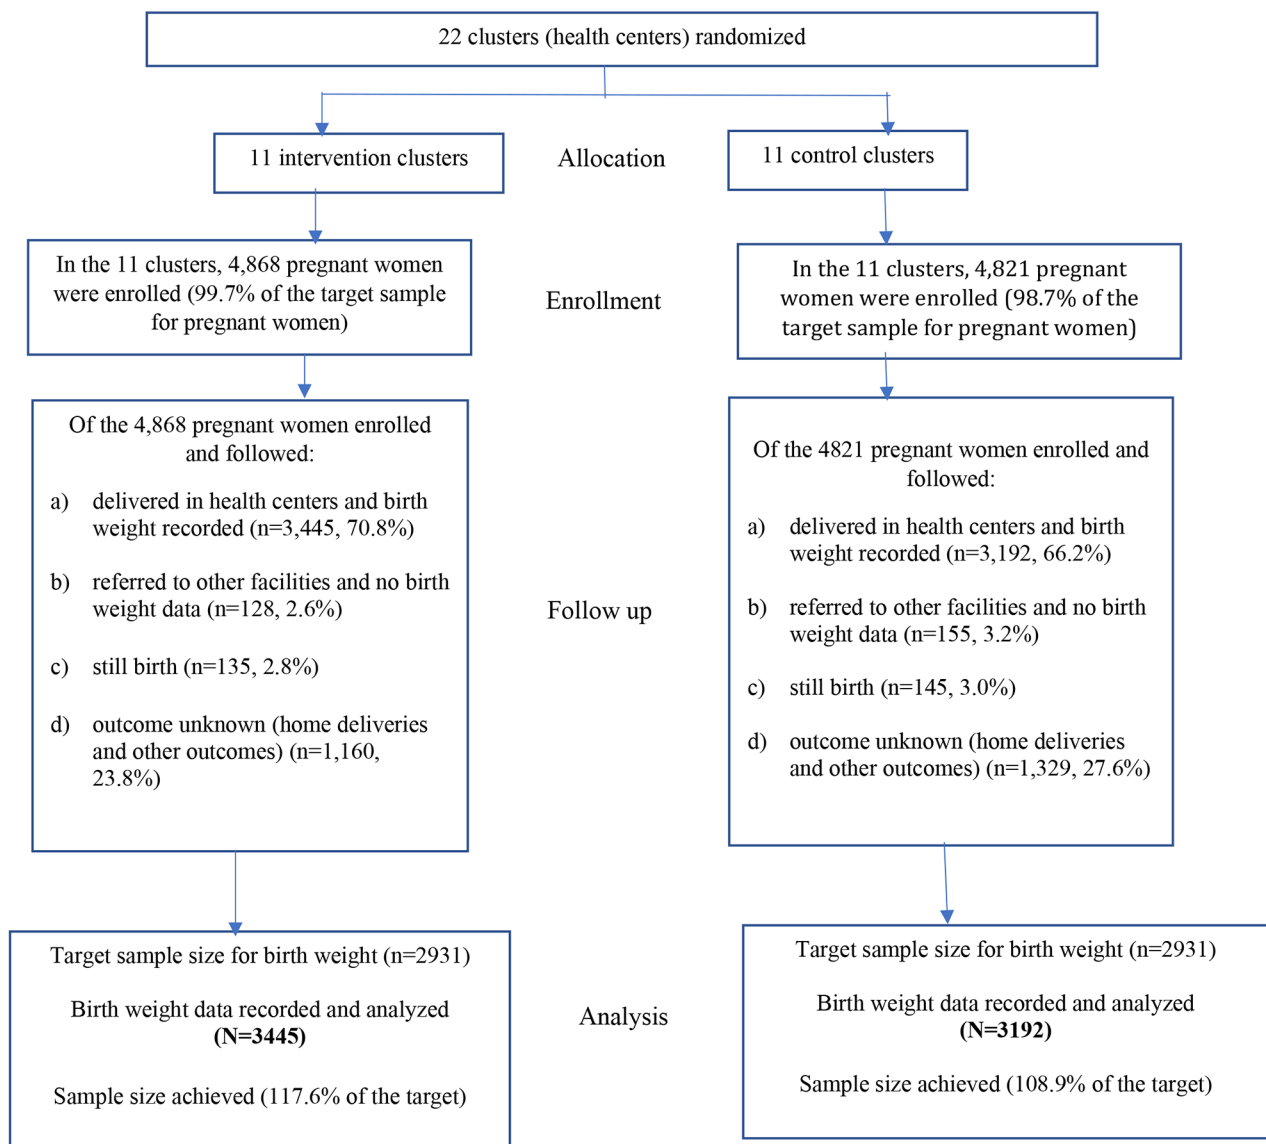 22 clusters (health centers) randomized
11 intervention clusters
Allocation
11 control clusters
In the 11 clusters, 4,868 pregnant women
were enrolled (99.7% of the target sample
for pregnant women)
Enrollment
In the 11 clusters, 4,821 pregnant
women were enrolled (98.7% of the
target sample for pregnant women)
Of the 4,868 pregnant women enrolled
and followed:
a) delivered in health centers and birth
weight recorded (n=3,445, 70.8%)
b) referred to other facilities and no birth
weight data (n=128, 2.6%)
c) still birth (n=135, 2.8%)
d) outcome unknown (home deliveries
and other outcomes) (n=1,160,
23.8%)
Follow up
Of the 4821 pregnant women enrolled and
followed:
a) delivered in health centers and birth
weight recorded (n=3,192, 66.2%)
b) referred to other facilities and no birth
weight data (n=155, 3.2%)
c) still birth (n=145, 3.0%)
d) outcome unknown (home deliveries
and other outcomes) (n=1,329, 27.6%)
Target sample size for birth weight (n=2931)
Birth weight data recorded and analyzed
(N=3445)
Sample size achieved (117.6% of the target)
Analysis
Target sample size for birth weight (n=2931)
Birth weight data recorded and analyzed
(N=3192)
Sample size achieved (108.9% of the target)